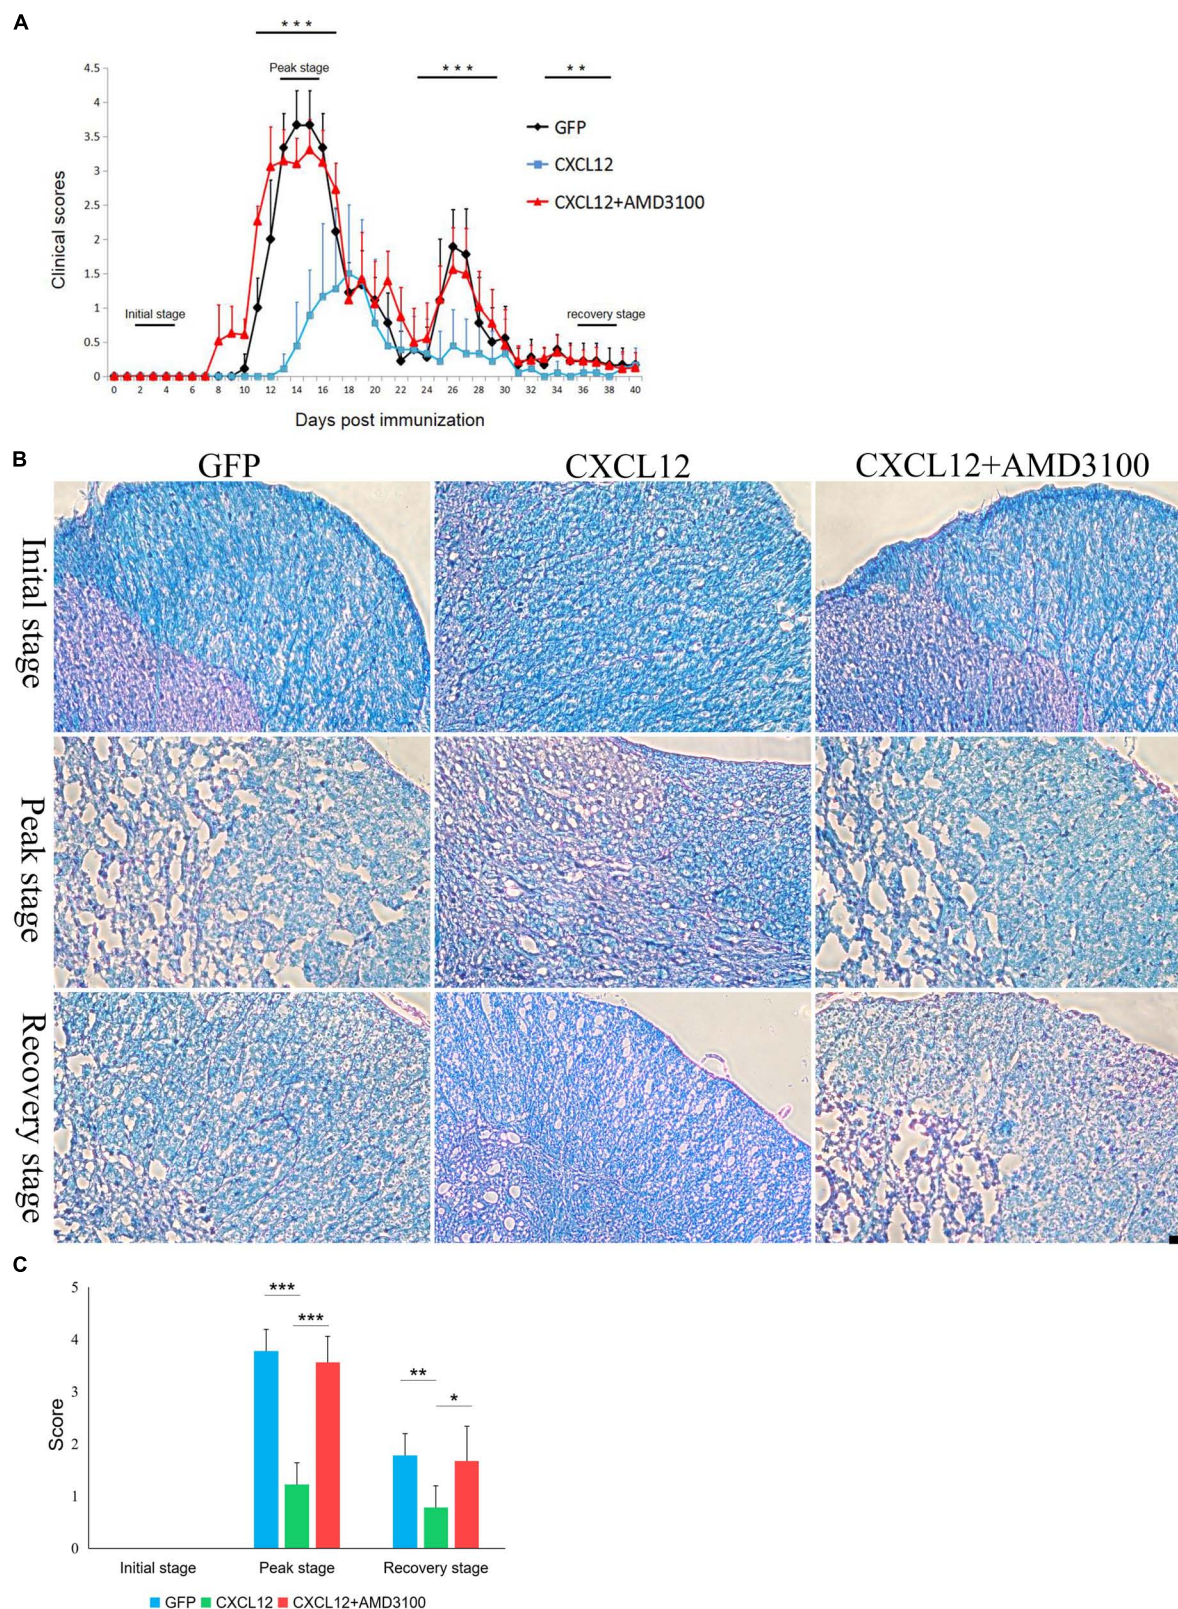 A
* * *
Peak stage
* * *
* *
4.5
4
3.5
3
2.5
2
1.5
1
0.5
0
Clinical scores
GFP
CXCL12
CXCL12+AMD3100
Initial stage
recovery stage
0 2 4 6 8 10 12 14 16 18 20 22 24 26 28 30 32 34 36 38 40
Days post immunization
B
GFP CXCL12 CXCL12+AMD3100
Inital stage
Peak stage
Recovery stage
C
5
4
3
2
1
0
Score
***
***
**
*
Initial stage Peak stage Recovery stage
GFP CXCL12 CXCL12+AMD3100